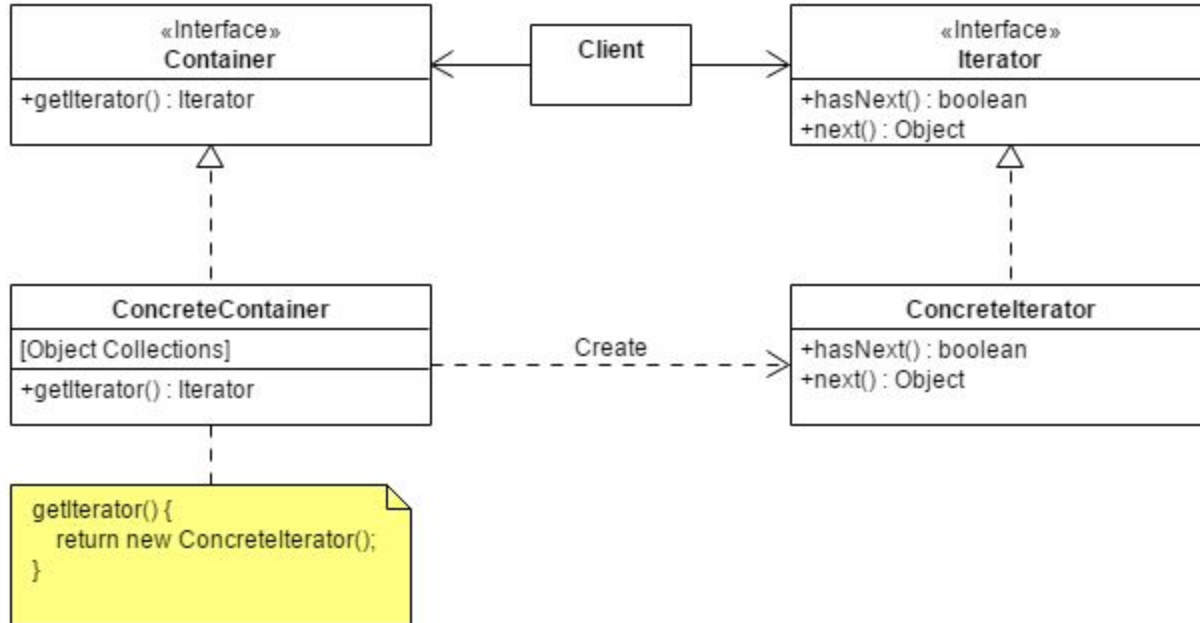 «Interface»
Container
+getIterator() : Iterator
Client
«Interface»
Iterator
+hasNext() : boolean
+next() : Object
ConcreteContainer
[Object Collections]
+getIterator() : Iterator
Create
ConcreteIterator
+hasNext() : boolean
+next() : Object
getIterator() {
    return new ConcreteIterator();
}